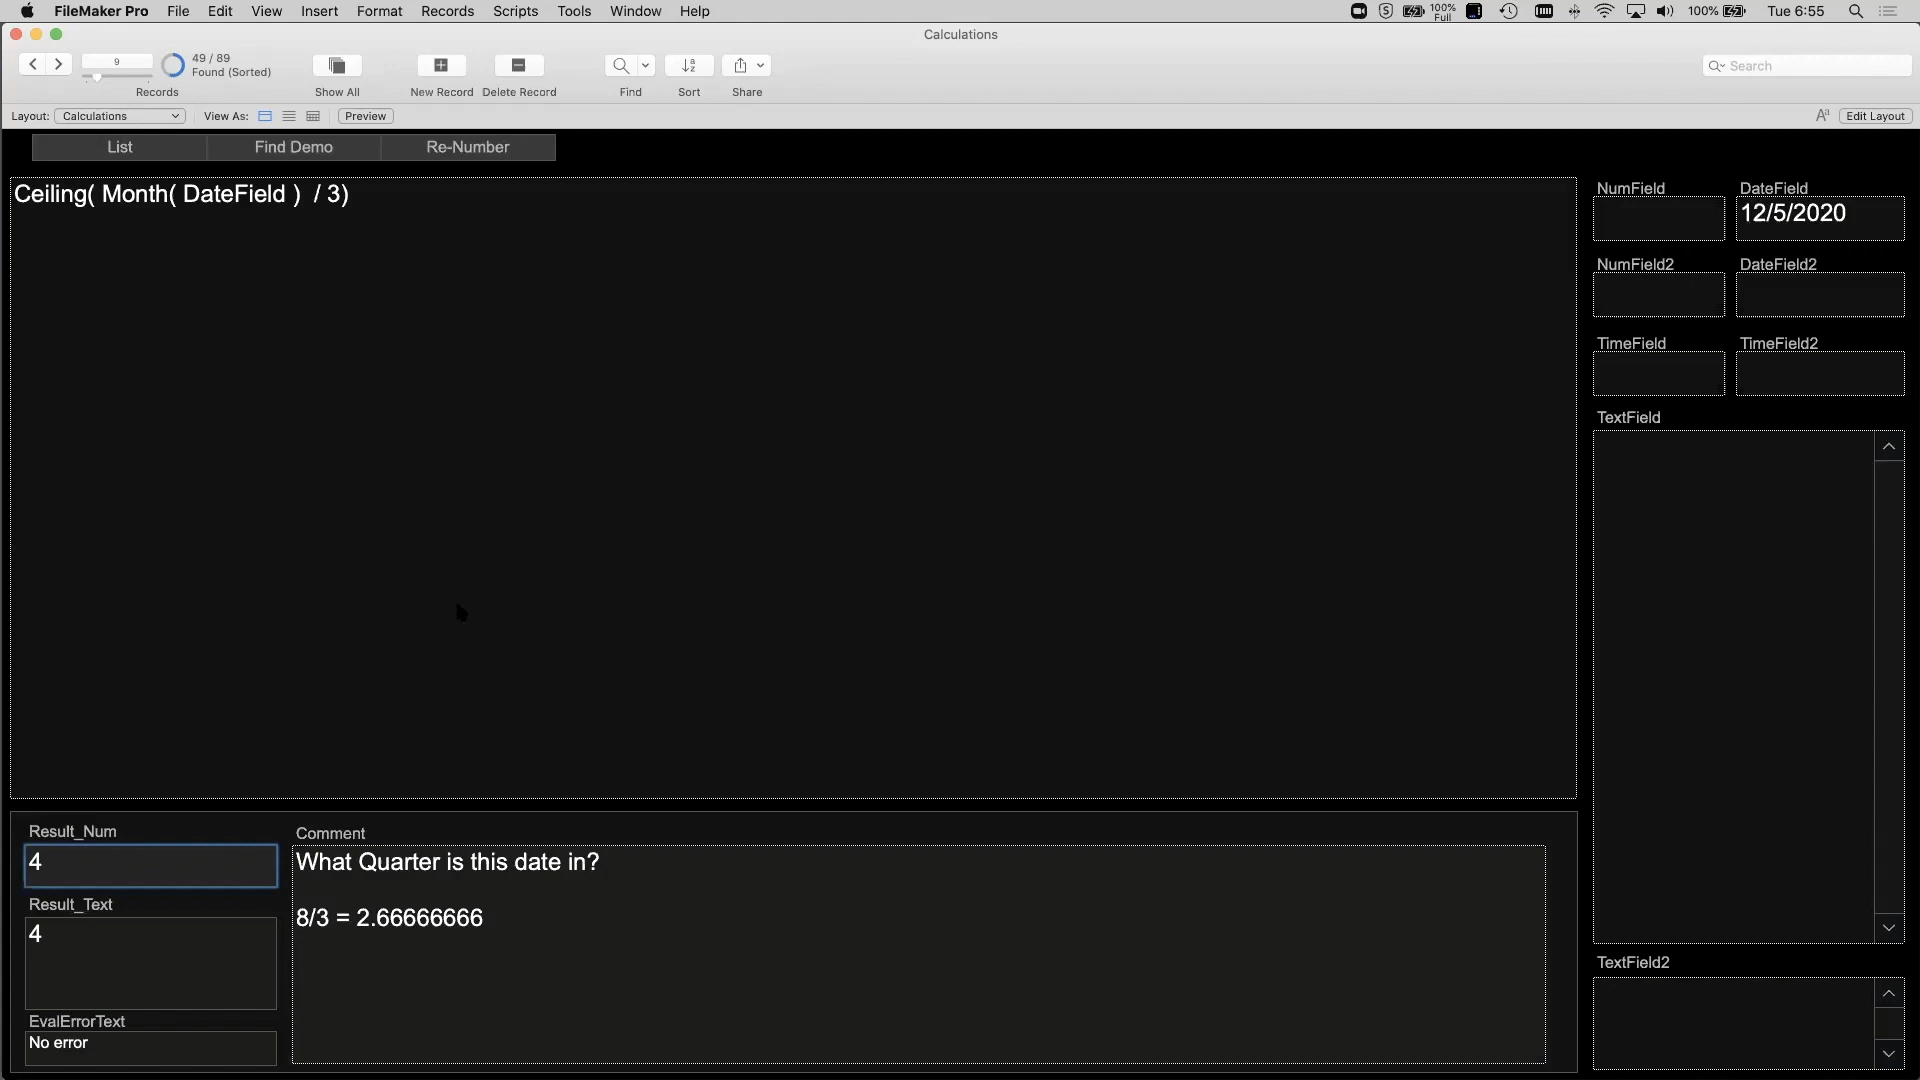 FileMaker Pro File Edit View Insert Format Records Scripts Tools Window Help 100% Full 100% Tue 6:55
Calculations
9 49 / 89 Found (Sorted)
Search
Records Show All New Record Delete Record Find Sort Share
Layout: Calculations View As: Preview Edit Layout
List Find Demo Re-Number
Ceiling( Month( DateField ) / 3)
NumField DateField
12/5/2020
NumField2 DateField2
TimeField TimeField2
TextField
TextField2
Result_Num
4
Result_Text
4
EvalErrorText
No error
Comment
What Quarter is this date in?
8/3 = 2.66666666